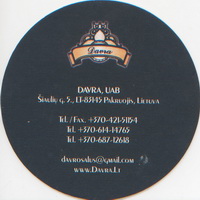 Davra
DAVRA, UAB
Šiaulių g. 5., LT-83145 Pakruojis, Lietuva
Tel. / Fax. +370-421-51154
Tel. +370-614-14765
Tel. +370-687-12618
davrosalus@gmail.com
www.Davra.Lt